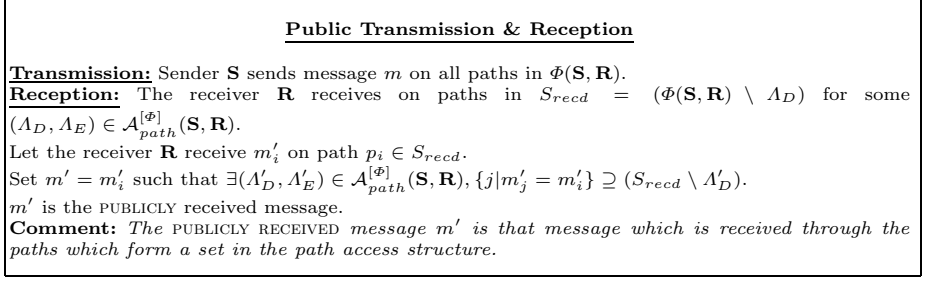 Public Transmission & Reception
Transmission: Sender S sends message m on all paths in Φ(S, R).
Reception: The receiver R receives on paths in S_recd = (Φ(S, R) \ Λ_D) for some
(Λ_D, Λ_E) ∈ A^[Φ]_path(S, R).
Let the receiver R receive m′_i on path p_i ∈ S_recd.
Set m′ = m′_i such that ∃(Λ′_D, Λ′_E) ∈ A^[Φ]_path(S, R), {j|m′_j = m′_i} ⊇ (S_recd \ Λ′_D).
m′ is the PUBLICLY received message.
Comment: The PUBLICLY RECEIVED message m′ is that message which is received through the
paths which form a set in the path access structure.